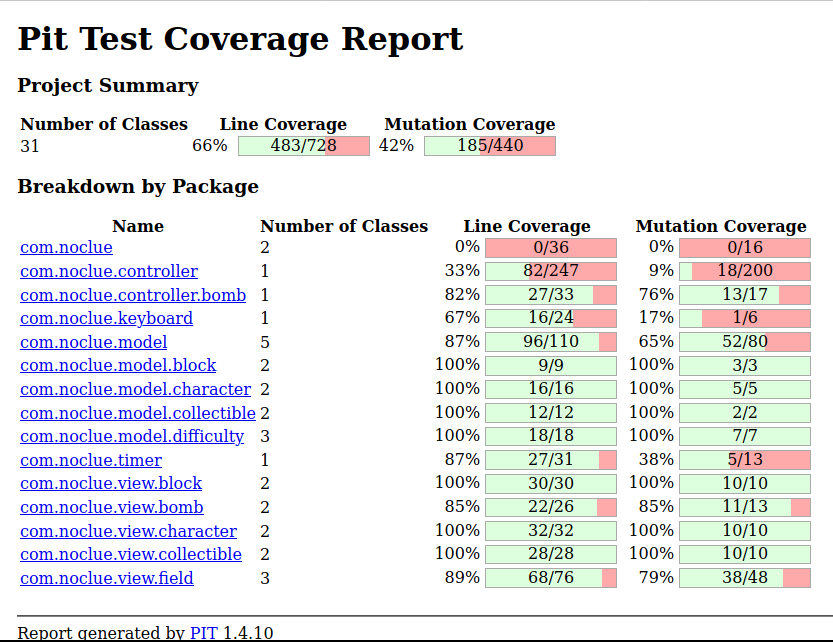 Pit Test Coverage Report
Project Summary
Number of Classes Line Coverage Mutation Coverage
31 66% 483/728 42% 185/440
Breakdown by Package
Name Number of Classes Line Coverage Mutation Coverage
com.noclue 2 0% 0/36 0% 0/16
com.noclue.controller 1 33% 82/247 9% 18/200
com.noclue.controller.bomb 1 82% 27/33 76% 13/17
com.noclue.keyboard 1 67% 16/24 17% 1/6
com.noclue.model 5 87% 96/110 65% 52/80
com.noclue.model.block 2 100% 9/9 100% 3/3
com.noclue.model.character 2 100% 16/16 100% 5/5
com.noclue.model.collectible 2 100% 12/12 100% 2/2
com.noclue.model.difficulty 3 100% 18/18 100% 7/7
com.noclue.timer 1 87% 27/31 38% 5/13
com.noclue.view.block 2 100% 30/30 100% 10/10
com.noclue.view.bomb 2 85% 22/26 85% 11/13
com.noclue.view.character 2 100% 32/32 100% 10/10
com.noclue.view.collectible 2 100% 28/28 100% 10/10
com.noclue.view.field 3 89% 68/76 79% 38/48
Report generated by PIT 1.4.10